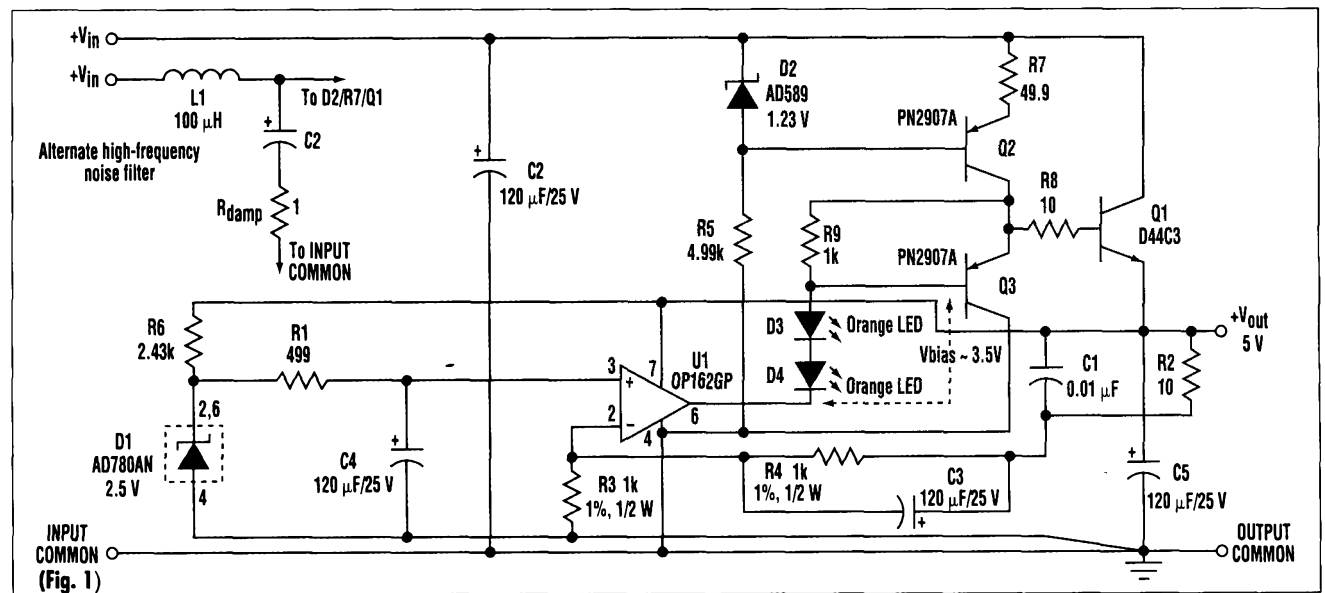 +Vin
+Vin
L1
100 µH
To D2/R7/Q1
Alternate high-frequency
noise filter
+
C2
Rdamp
1
To INPUT
COMMON
+
C2
120 µF/25 V
D2
AD589
1.23 V
R7
49.9
PN2907A
Q2
R8
10
Q1
D44C3
R5
4.99k
R9
1k
PN2907A
Q3
R6
2.43k
R1
499
D3
Orange LED
D4
Orange LED
Vbias ~ 3.5V
+Vout
5 V
C1
0.01 µF
R2
10
3
+
7
U1
OP162GP
2
−
4
6
2,6
D1
AD780AN
2.5 V
4
+
C4
120 µF/25 V
R3 1k
1%, 1/2 W
R4 1k
1%, 1/2 W
C3
120 µF/25 V
+
+
C5
120 µF/25 V
INPUT
COMMON
OUTPUT
COMMON
(Fig. 1)